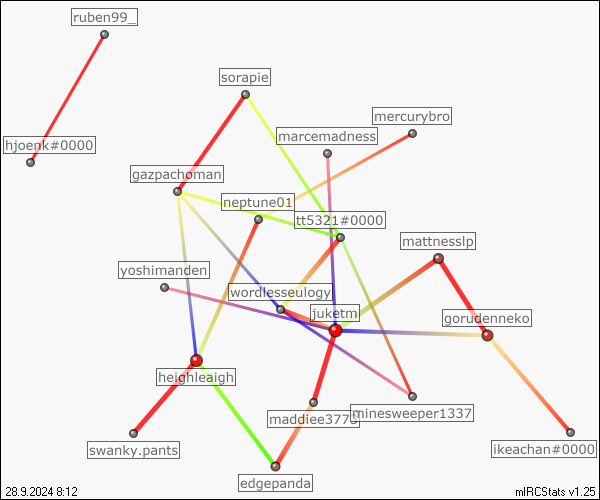 ruben99_
sorapie
mercurybro
marcemadness
hjoenk#0000
gazpachoman
neptune01
tt5321#0000
mattnesslp
yoshimanden
wordlesseulogy
juketm
gorudenneko
heighleaigh
maddiee3773
minesweeper1337
swanky.pants
ikeachan#0000
edgepanda
28.9.2024 8:12
mIRCStats v1.25